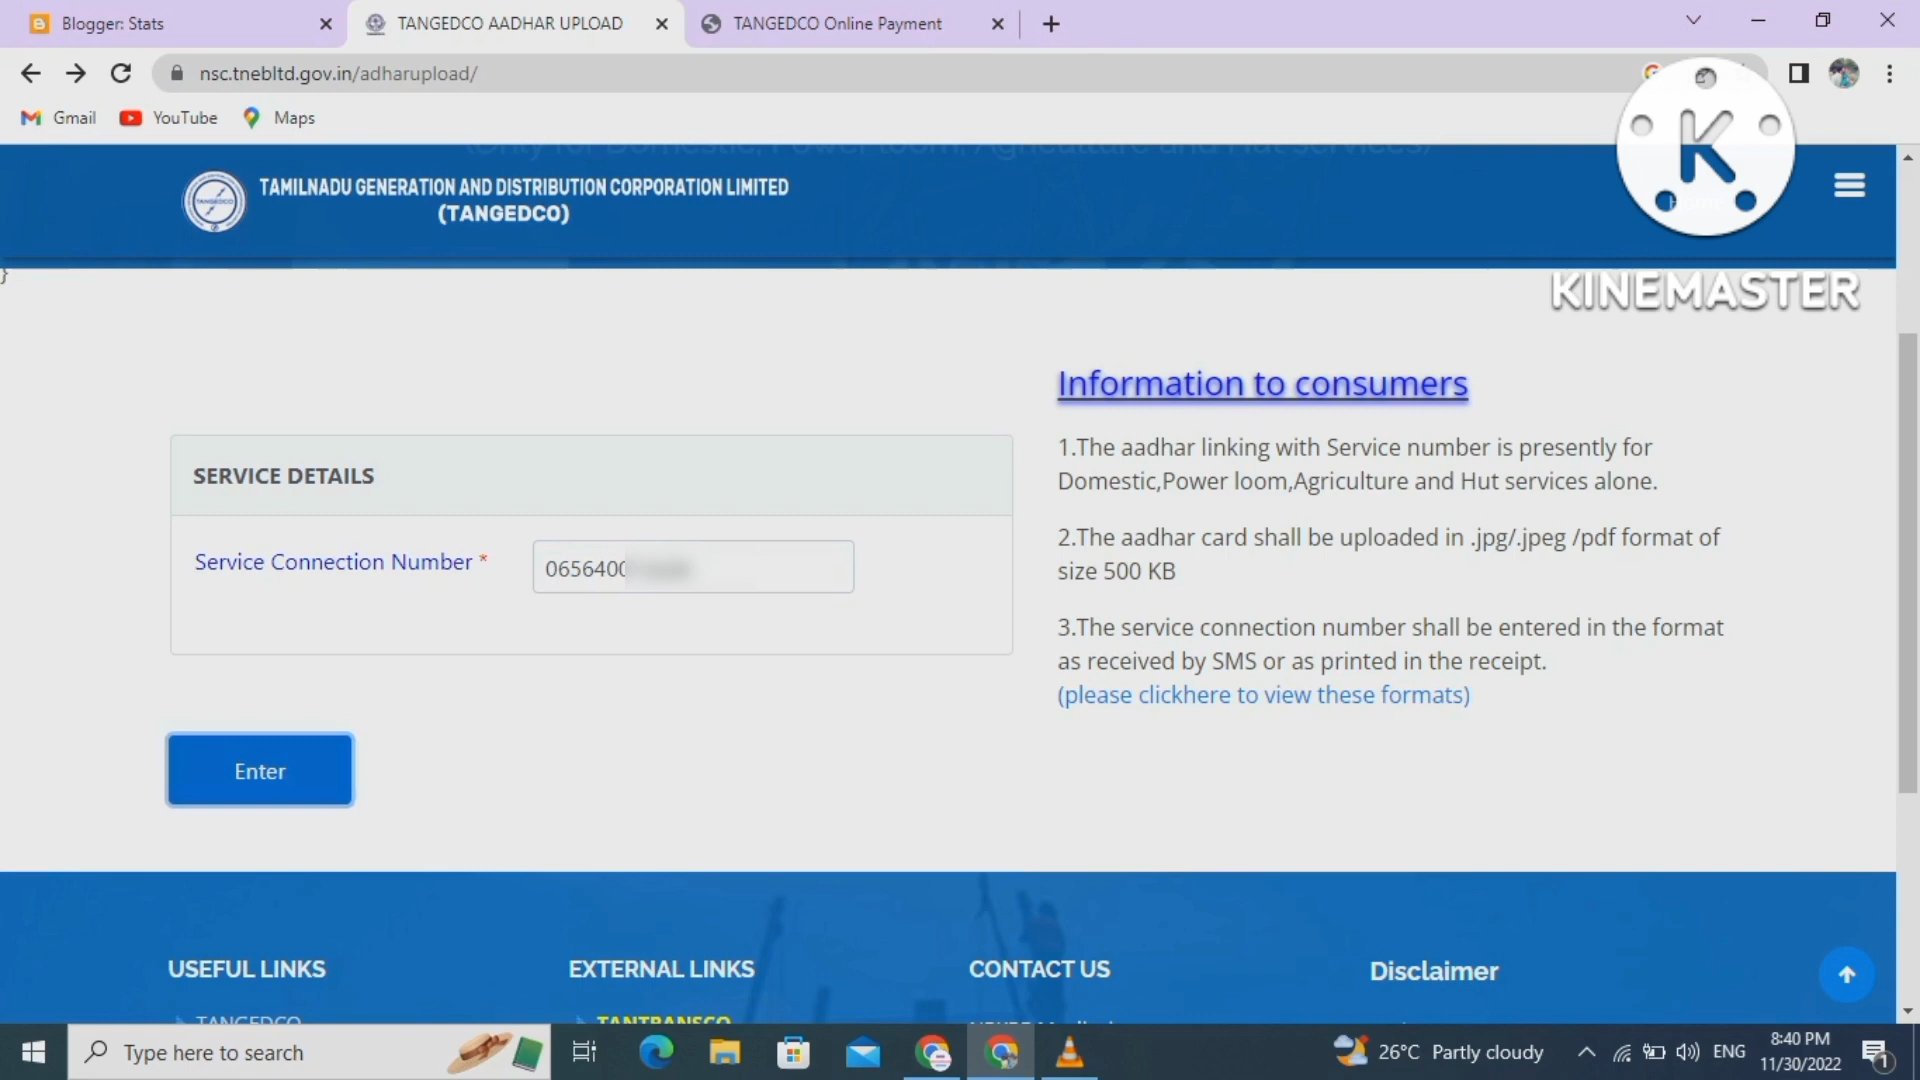 Blogger: Stats
TANGEDCO AADHAR UPLOAD
TANGEDCO Online Payment
nsc.tnebltd.gov.in/adharupload/
Gmail
YouTube
Maps
K
KINEMASTER
TAMILNADU GENERATION AND DISTRIBUTION CORPORATION LIMITED
(TANGEDCO)
}
Information to consumers
SERVICE DETAILS
Service Connection Number *
0656400
1.The aadhar linking with Service number is presently for
Domestic,Power loom,Agriculture and Hut services alone.
2.The aadhar card shall be uploaded in .jpg/.jpeg /pdf format of
size 500 KB
3.The service connection number shall be entered in the format
as received by SMS or as printed in the receipt.
(please clickhere to view these formats)
Enter
USEFUL LINKS
EXTERNAL LINKS
CONTACT US
Disclaimer
TANGEDCO
TANTRANSCO
Type here to search
26°C Partly cloudy
ENG
8:40 PM
11/30/2022
1